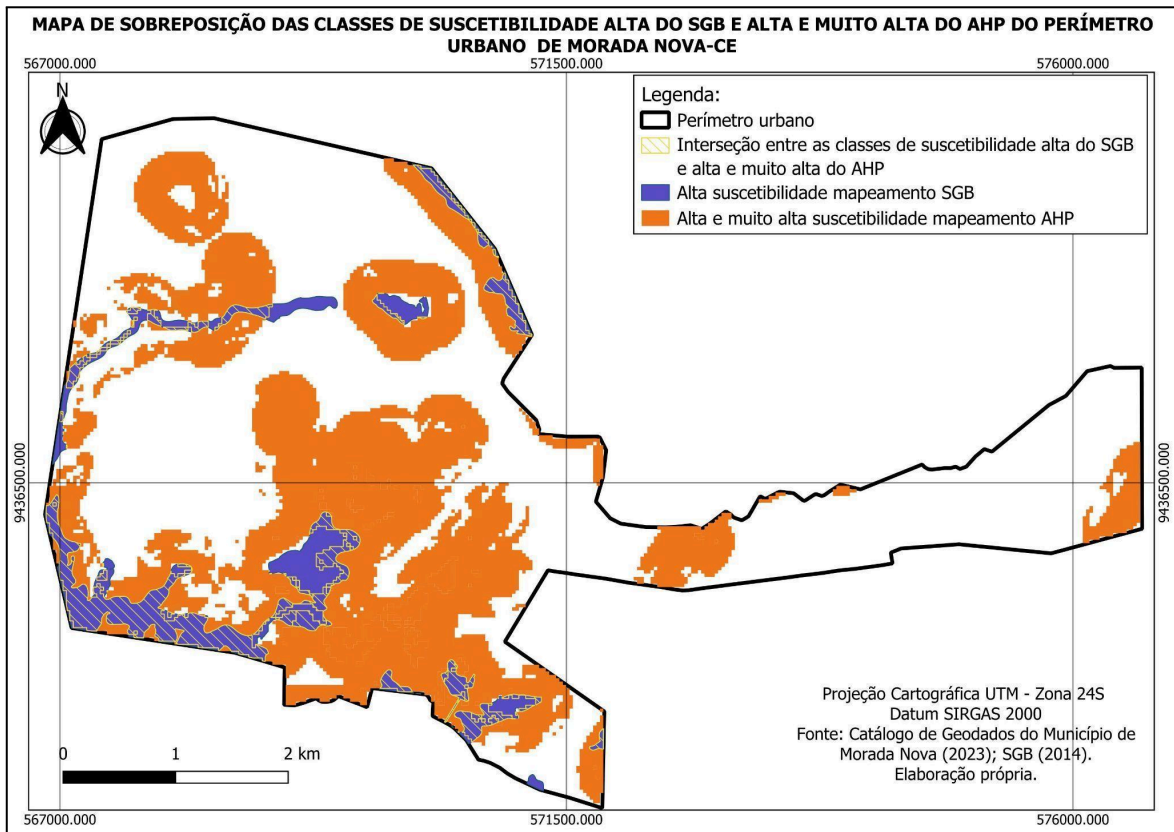 MAPA DE SOBREPOSIÇÃO DAS CLASSES DE SUSCETIBILIDADE ALTA DO SGB E ALTA E MUITO ALTA DO AHP DO PERÍMETRO
URBANO DE MORADA NOVA-CE
567000.000
571500.000
576000.000
N
Legenda:
Perímetro urbano
Interseção entre as classes de suscetibilidade alta do SGB
e alta e muito alta do AHP
Alta suscetibilidade mapeamento SGB
Alta e muito alta suscetibilidade mapeamento AHP
9436500.000
9436500.000
Projeção Cartográfica UTM - Zona 24S
Datum SIRGAS 2000
Fonte: Catálogo de Geodados do Município de
Morada Nova (2023); SGB (2014).
Elaboração própria.
0 1 2 km
567000.000
571500.000
576000.000